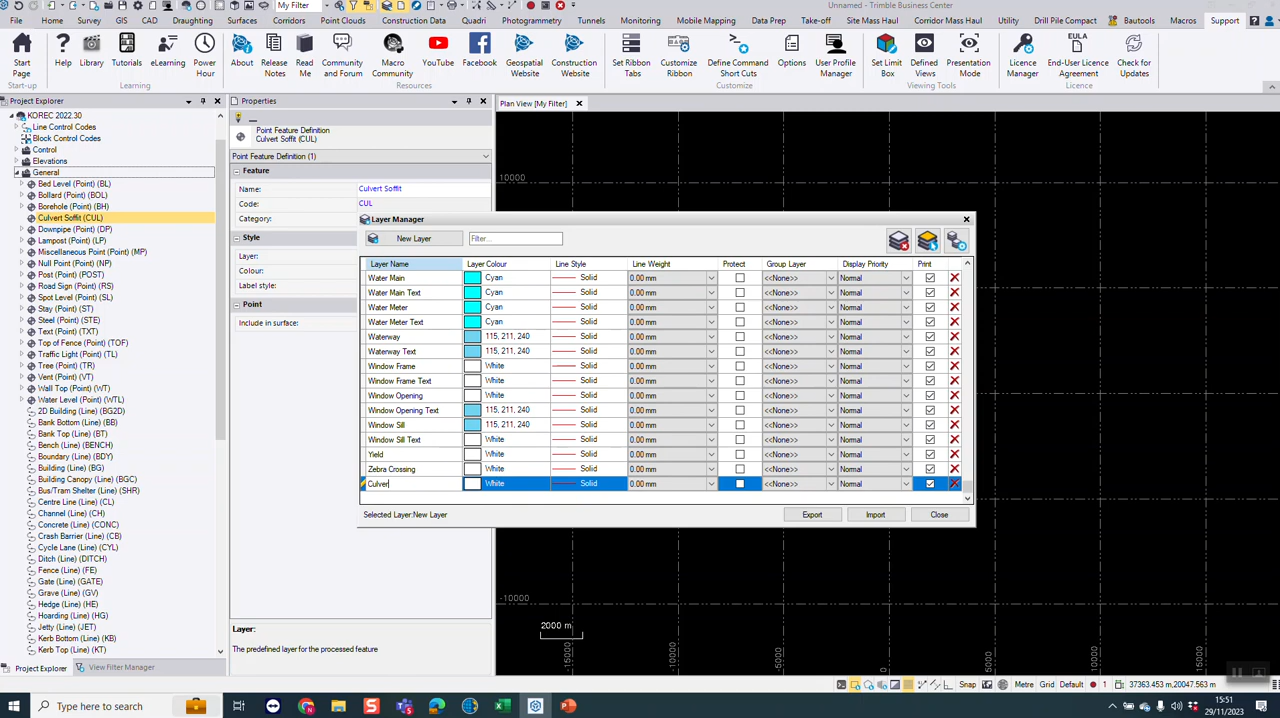 My Filter
Unnamed - Trimble Business Center
File Home Survey GIS CAD Draughting Surfaces Corridors Point Clouds Construction Data Quadri Photogrammetry Tunnels Monitoring Mobile Mapping Data Prep Take-off Site Mass Haul Corridor Mass Haul Utility Drill Pile Compact Bautools Macros Support
EULA
Start Page Help Library Tutorials eLearning Power Hour About Release Notes Read Me Community and Forum Macro Community YouTube Facebook Geospatial Website Construction Website Set Ribbon Tabs Customize Ribbon Define Command Short Cuts Options User Profile Manager Set Limit Box Defined Views Presentation Mode Licence Manager End-User Licence Agreement Check for Updates
Start-up Learning Resources Customize Viewing Tools Licence
Project Explorer
KOREC 2022.30
Line Control Codes
Block Control Codes
Control
Elevations
General
Bed Level (Point) (BL)
Bollard (Point) (BOL)
Borehole (Point) (BH)
Culvert Soffit (CUL)
Downpipe (Point) (DP)
Lampost (Point) (LP)
Miscellaneous Point (Point) (MP)
Null Point (Point) (NP)
Post (Point) (POST)
Road Sign (Point) (RS)
Spot Level (Point) (SL)
Stay (Point) (ST)
Steel (Point) (STE)
Text (Point) (TXT)
Top of Fence (Point) (TOF)
Traffic Light (Point) (TL)
Tree (Point) (TR)
Vent (Point) (VT)
Wall Top (Point) (WT)
Water Level (Point) (WTL)
2D Building (Line) (BG2D)
Bank Bottom (Line) (BB)
Bank Top (Line) (BT)
Bench (Line) (BENCH)
Boundary (Line) (BDY)
Building (Line) (BG)
Building Canopy (Line) (BGC)
Bus/Tram Shelter (Line) (SHR)
Centre Line (Line) (CL)
Channel (Line) (CH)
Concrete (Line) (CONC)
Crash Barrier (Line) (CB)
Cycle Lane (Line) (CYL)
Ditch (Line) (DITCH)
Fence (Line) (FE)
Gate (Line) (GATE)
Grave (Line) (GV)
Hedge (Line) (HE)
Hoarding (Line) (HG)
Jetty (Line) (JET)
Kerb Bottom (Line) (KB)
Kerb Top (Line) (KT)
Project Explorer View Filter Manager
Properties
Point Feature Definition
Culvert Soffit (CUL)
Point Feature Definition (1)
Feature
Name: Culvert Soffit
Code: CUL
Category:
Style
Layer:
Colour:
Label style:
Point
Include in surface:
Layer:
The predefined layer for the processed feature
Plan View [My Filter]
10000
Layer Manager
New Layer Filter...
Layer Name Layer Colour Line Style Line Weight Protect Group Layer Display Priority Print
Water Main Cyan Solid 0.00 mm <<None>> Normal
Water Main Text Cyan Solid 0.00 mm <<None>> Normal
Water Meter Cyan Solid 0.00 mm <<None>> Normal
Water Meter Text Cyan Solid 0.00 mm <<None>> Normal
Waterway 115, 211, 240 Solid 0.00 mm <<None>> Normal
Waterway Text 115, 211, 240 Solid 0.00 mm <<None>> Normal
Window Frame White Solid 0.00 mm <<None>> Normal
Window Frame Text White Solid 0.00 mm <<None>> Normal
Window Opening White Solid 0.00 mm <<None>> Normal
Window Opening Text 115, 211, 240 Solid 0.00 mm <<None>> Normal
Window Sill 115, 211, 240 Solid 0.00 mm <<None>> Normal
Window Sill Text White Solid 0.00 mm <<None>> Normal
Yield White Solid 0.00 mm <<None>> Normal
Zebra Crossing White Solid 0.00 mm <<None>> Normal
Culver White Solid 0.00 mm <<None>> Normal
Selected Layer:New Layer Export Import Close
-10000
2000 m
-15000 -10000 -5000 0 5000 10000 15000
Snap Metre Grid Default 1 37363.453 m,20047.563 m
Type here to search
15:51
29/11/2023